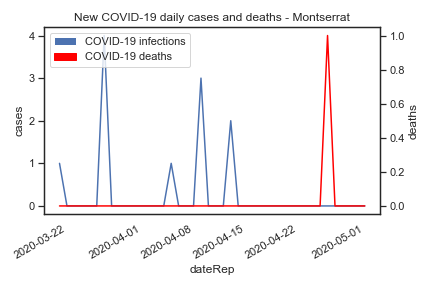 New COVID-19 daily cases and deaths - Montserrat
COVID-19 infections
COVID-19 deaths
4
3
2
1
0
cases
1.0
0.8
0.6
0.4
0.2
0.0
deaths
2020-03-22
2020-04-01
2020-04-08
2020-04-15
2020-04-22
2020-05-01
dateRep